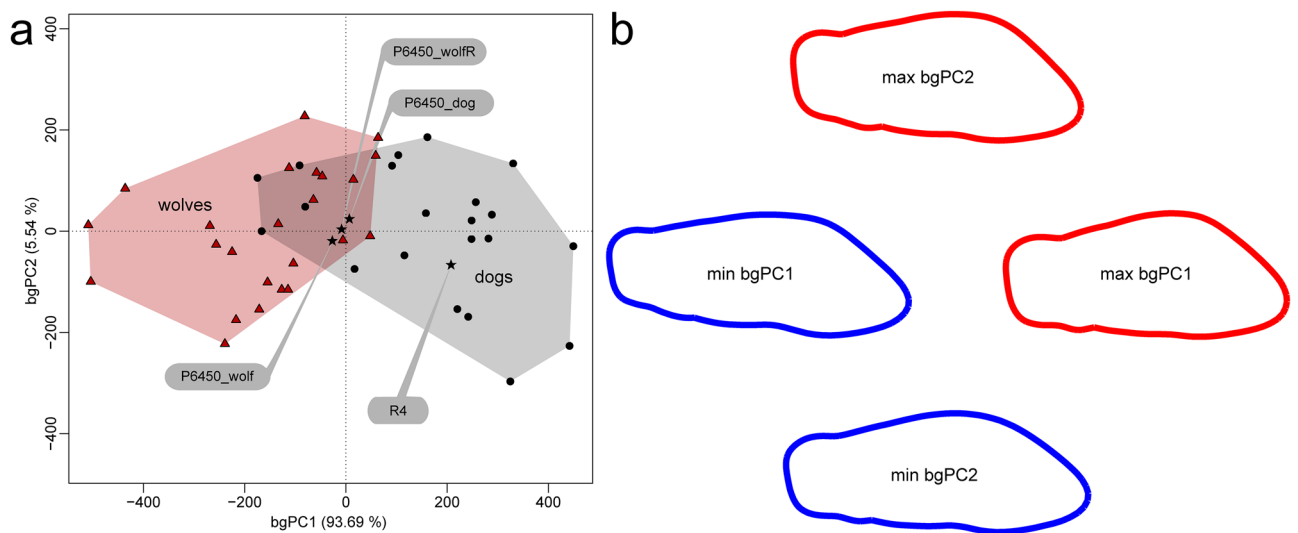 a
400
200
0
−200
−400
bgPC2 (5.54 %)
P6450_wolfR
P6450_dog
wolves
dogs
P6450_wolf
R4
−400
−200
0
200
400
bgPC1 (93.69 %)
b
max bgPC2
min bgPC1
max bgPC1
min bgPC2